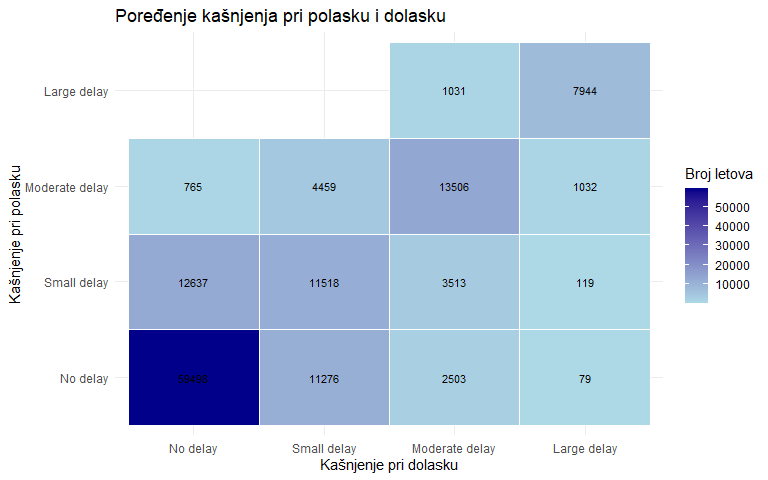 Poređenje kašnjenja pri polasku i dolasku
Large delay
1031
7944
Moderate delay
765
4459
13506
1032
Small delay
12637
11518
3513
119
No delay
11276
2503
79
No delay
Small delay
Moderate delay
Large delay
Kašnjenje pri dolasku
Kašnjenje pri polasku
Broj letova
50000
40000
30000
20000
10000